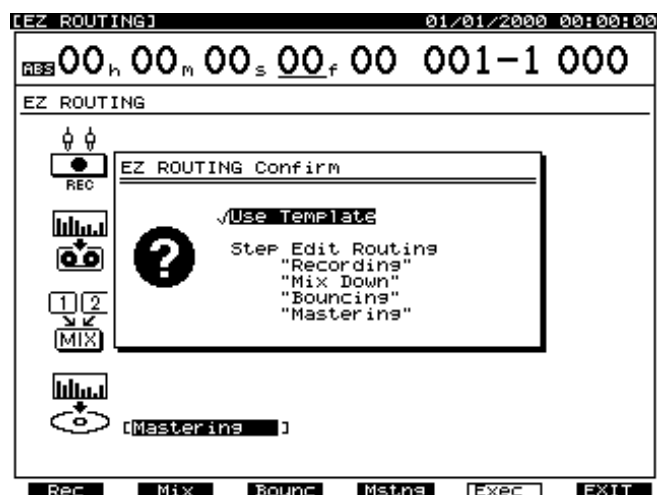 [EZ ROUTING] 01/01/2000 00:00:00
ABS 00h 00m 00s 00f 00 001-1 000
EZ ROUTING
REC
EZ ROUTING Confirm
√Use Template
Step Edit Routing
"Recording"
"Mix Down"
"Bouncing"
"Mastering"
1 2
MIX
[Mastering ]
Rec Mix Bounc Mstng Exec EXIT